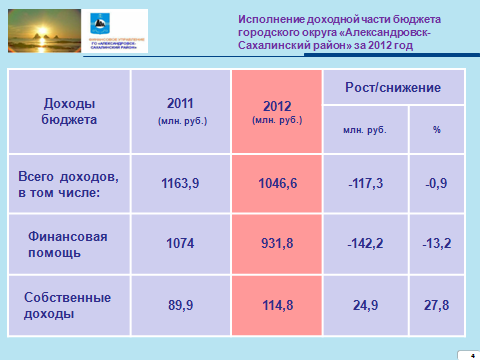 Исполнение доходной части бюджета
городского округа «Александровск-
Сахалинский район» за 2012 год
ФИНАНСОВОЕ УПРАВЛЕНИЕ
ГО «АЛЕКСАНДРОВСК-
САХАЛИНСКИЙ РАЙОН»
Доходы
бюджета
2011
(млн. руб.)
2012
(млн. руб.)
Рост/снижение
млн. руб.
%
Всего доходов,
в том числе:
1163,9
1046,6
-117,3
-0,9
Финансовая
помощь
1074
931,8
-142,2
-13,2
Собственные
доходы
89,9
114,8
24,9
27,8
4